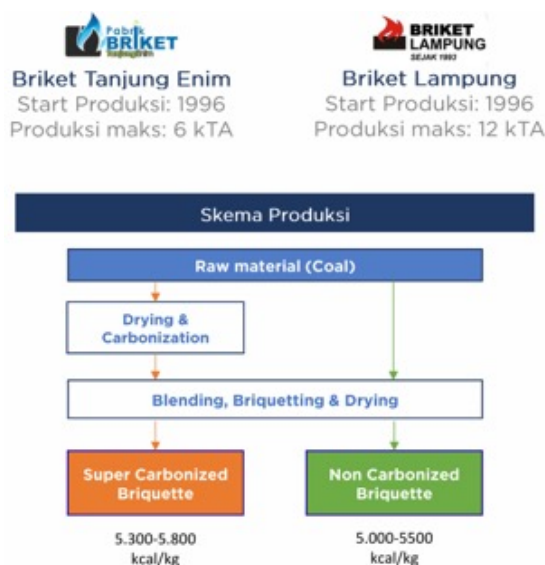 Pabrik
BRIKET
Briket Tanjung Enim
Start Produksi: 1996
Produksi maks: 6 kTA
BRIKET
LAMPUNG
SEJAK 1993
Briket Lampung
Start Produksi: 1996
Produksi maks: 12 kTA
Skema Produksi
Raw material (Coal)
Drying &
Carbonization
Blending, Briquetting & Drying
Super Carbonized
Briquette
Non Carbonized
Briquette
5.300-5.800
kcal/kg
5.000-5500
kcal/kg